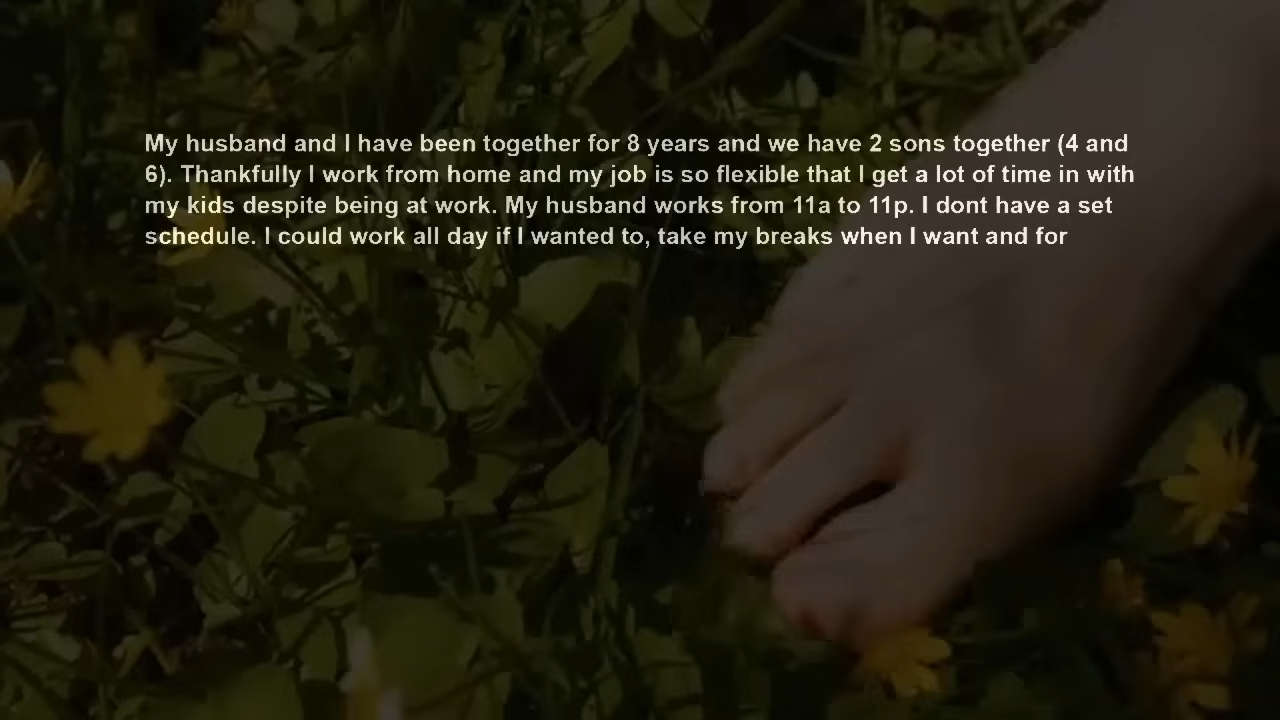 My husband and I have been together for 8 years and we have 2 sons together (4 and
6). Thankfully I work from home and my job is so flexible that I get a lot of time in with
my kids despite being at work. My husband works from 11a to 11p. I dont have a set
schedule. I could work all day if I wanted to, take my breaks when I want and for